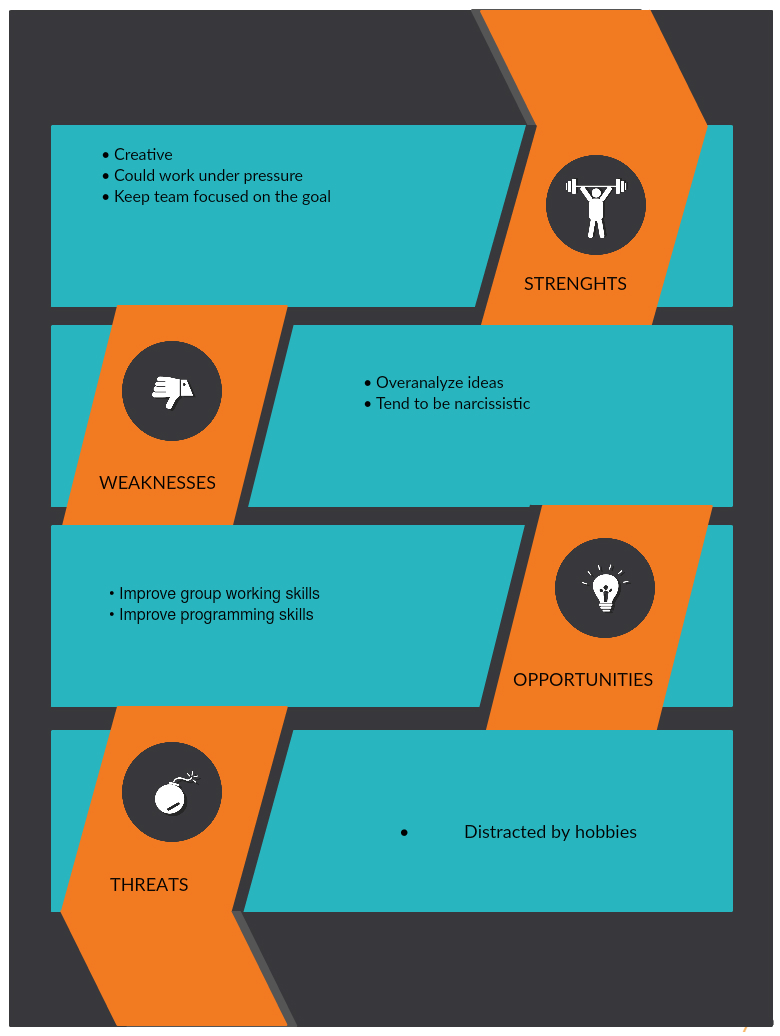 • Creative
• Could work under pressure
• Keep team focused on the goal
STRENGHTS
• Overanalyze ideas
• Tend to be narcissistic
WEAKNESSES
• Improve group working skills
• Improve programming skills
OPPORTUNITIES
• Distracted by hobbies
THREATS